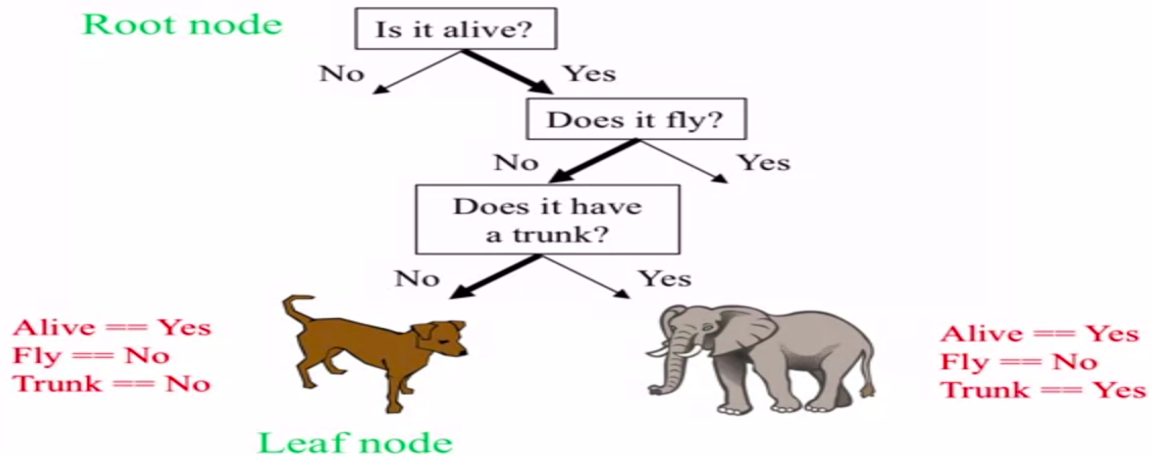 Root node
Is it alive?
No
Yes
Does it fly?
No
Yes
Does it have
a trunk?
No
Yes
Alive == Yes
Fly == No
Trunk == No
Alive == Yes
Fly == No
Trunk == Yes
Leaf node